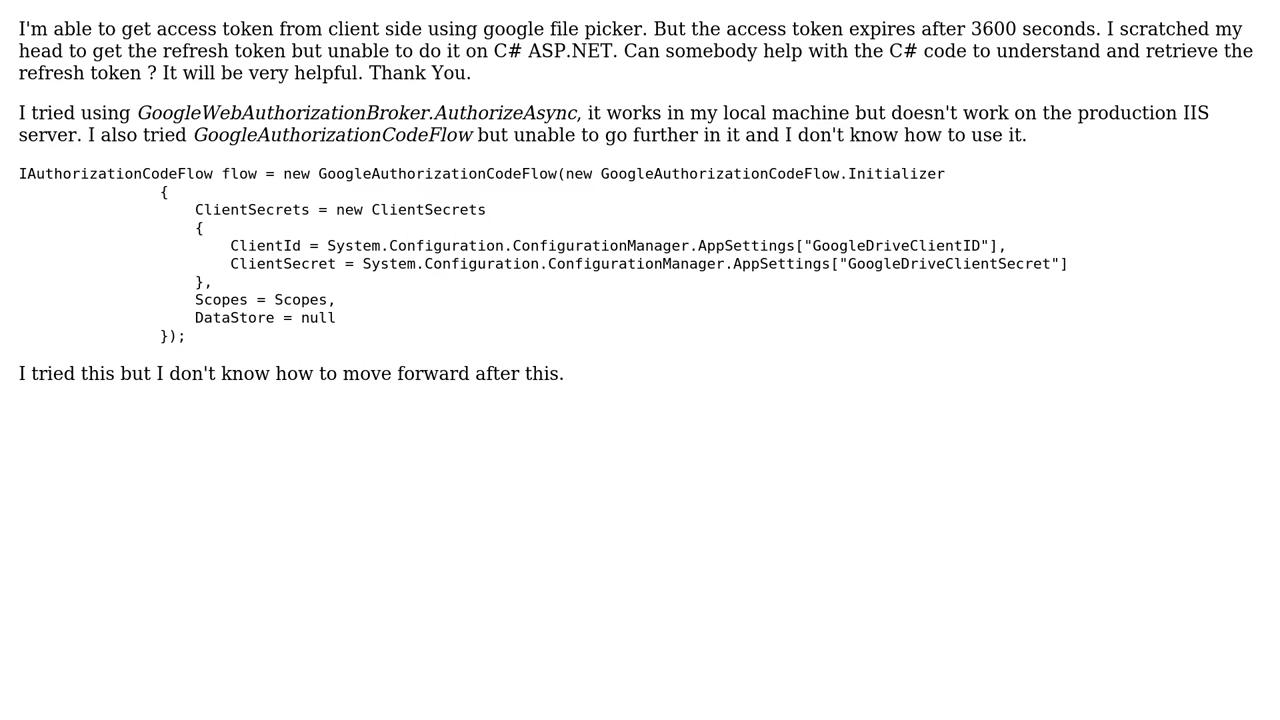 I'm able to get access token from client side using google file picker. But the access token expires after 3600 seconds. I scratched my
head to get the refresh token but unable to do it on C# ASP.NET. Can somebody help with the C# code to understand and retrieve the
refresh token ? It will be very helpful. Thank You.
I tried using GoogleWebAuthorizationBroker.AuthorizeAsync, it works in my local machine but doesn't work on the production IIS
server. I also tried GoogleAuthorizationCodeFlow but unable to go further in it and I don't know how to use it.
IAuthorizationCodeFlow flow = new GoogleAuthorizationCodeFlow(new GoogleAuthorizationCodeFlow.Initializer
{
ClientSecrets = new ClientSecrets
{
ClientId = System.Configuration.ConfigurationManager.AppSettings["GoogleDriveClientID"],
ClientSecret = System.Configuration.ConfigurationManager.AppSettings["GoogleDriveClientSecret"]
},
Scopes = Scopes,
DataStore = null
});
I tried this but I don't know how to move forward after this.